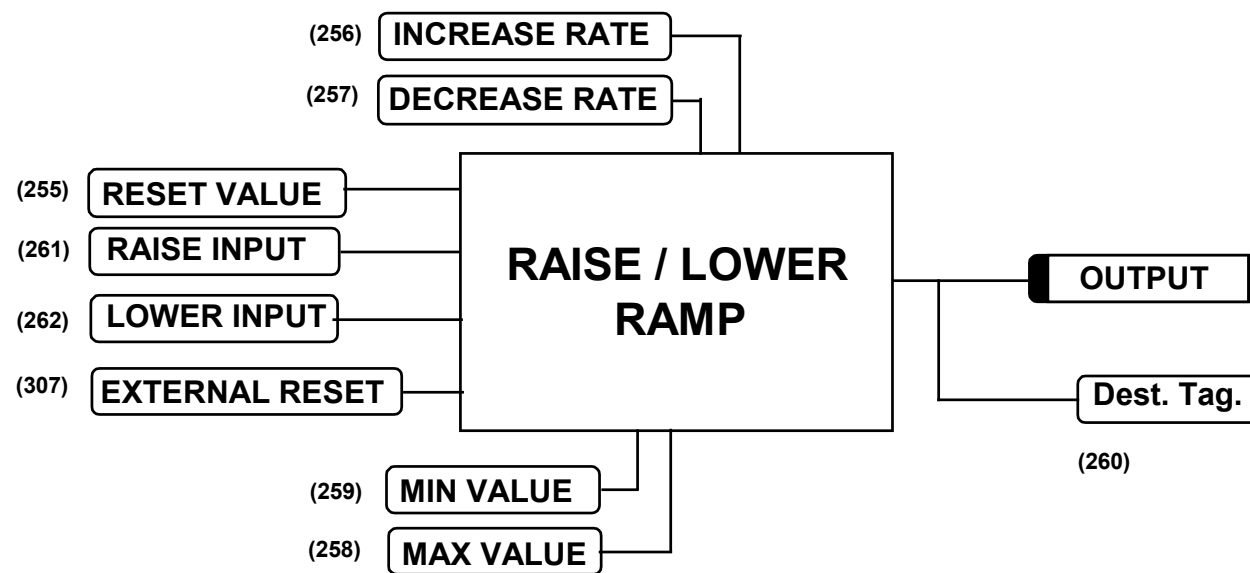 (256) INCREASE RATE
(257) DECREASE RATE
(255) RESET VALUE
(261) RAISE INPUT
(262) LOWER INPUT
(307) EXTERNAL RESET
RAISE / LOWER
RAMP
OUTPUT
Dest. Tag.
(260)
(259) MIN VALUE
(258) MAX VALUE